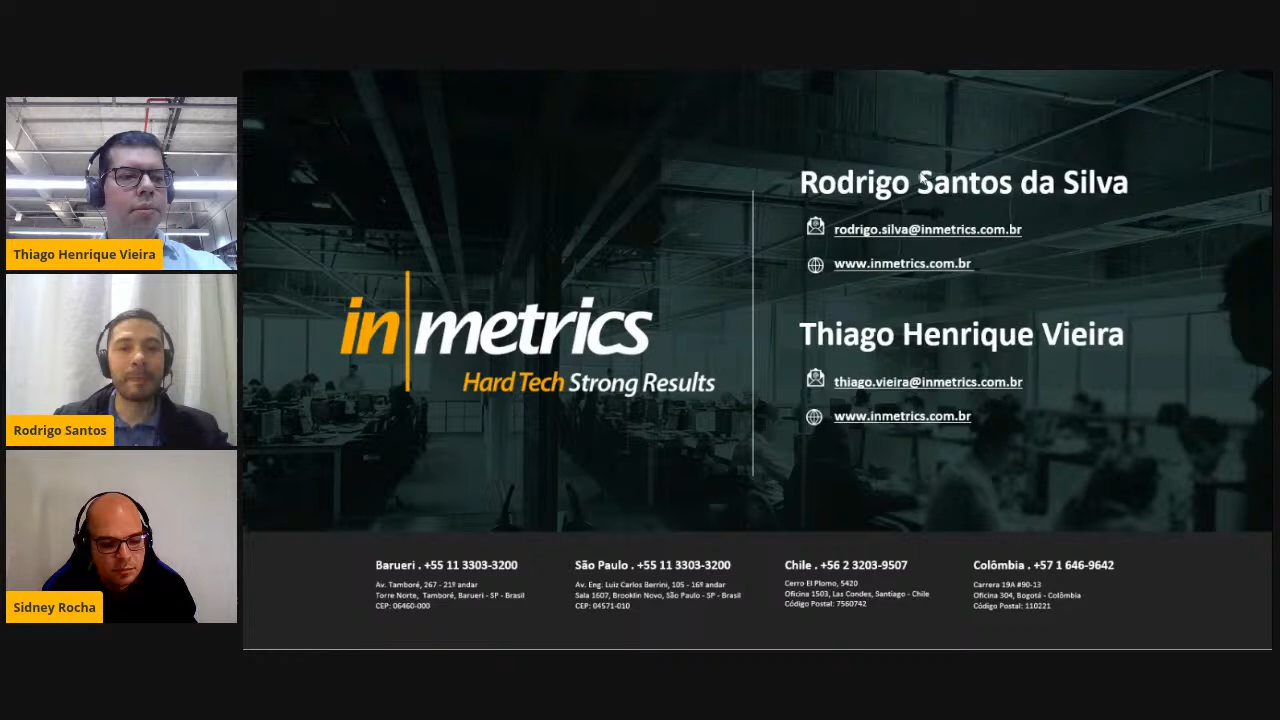 Thiago Henrique Vieira
Rodrigo Santos
Sidney Rocha
in metrics
Hard Tech Strong Results
Rodrigo Santos da Silva
rodrigo.silva@inmetrics.com.br
www.inmetrics.com.br
Thiago Henrique Vieira
thiago.vieira@inmetrics.com.br
www.inmetrics.com.br
Barueri . +55 11 3303-3200
Av. Tamboré, 267 - 21º andar
Torre Norte, Tamboré, Barueri - SP - Brasil
CEP: 06460-000
São Paulo . +55 11 3303-3200
Av. Eng. Luiz Carlos Berrini, 105 - 16º andar
Sala 1607, Brooklin Novo, São Paulo - SP - Brasil
CEP: 04571-010
Chile . +56 2 3203-9507
Cerro El Plomo, 5420
Oficina 1503, Las Condes, Santiago - Chile
Código Postal: 7560742
Colômbia . +57 1 646-9642
Carrera 19A #90-13
Oficina 304, Bogotá - Colômbia
Código Postal: 110221